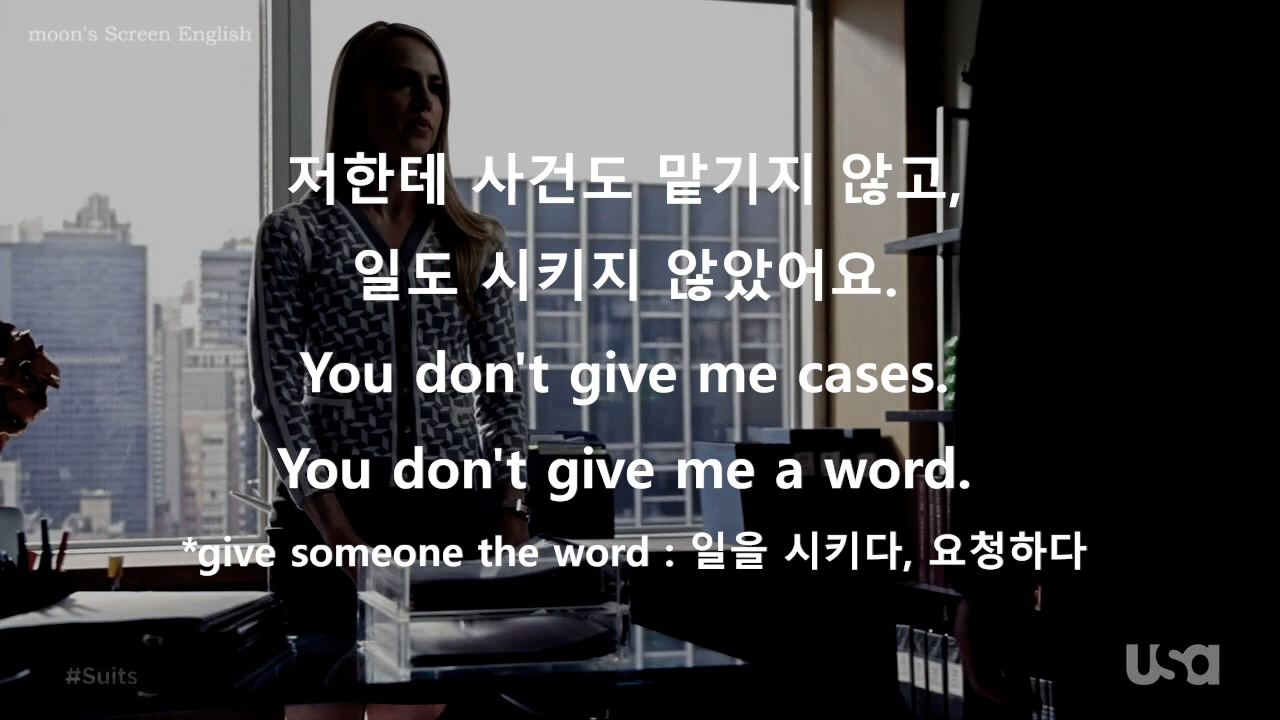 moon's Screen English
저한테 사건도 맡기지 않고,
일도 시키지 않았어요.
You don't give me cases.
You don't give me a word.
*give someone the word : 일을 시키다, 요청하다
#Suits
usa